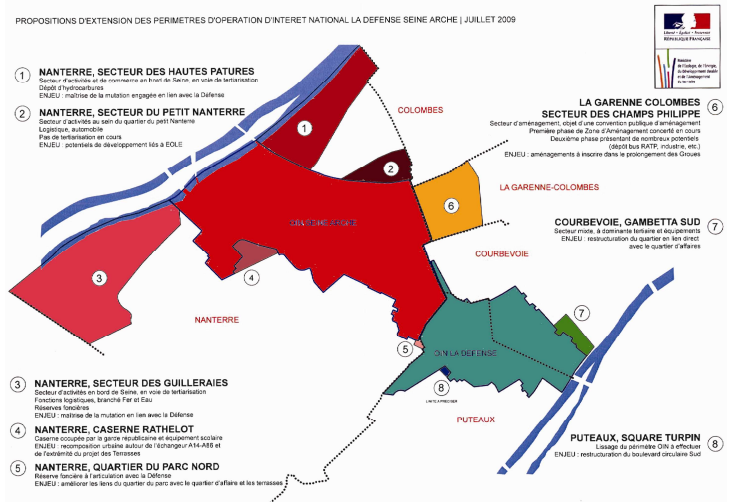 PROPOSITIONS D'EXTENSION DES PERIMETRES D'OPERATION D'INTERET NATIONAL LA DEFENSE SEINE ARCHE | JUILLET 2009
Liberté • Égalité • Fraternité
RÉPUBLIQUE FRANÇAISE
1
NANTERRE, SECTEUR DES HAUTES PATURES
Secteur d'activités et de commerce en bord de Seine, en voie de tertiarisation
Dépôt d'hydrocarbures
ENJEU : maîtrise de la mutation engagée en lien avec la Défense
2
NANTERRE, SECTEUR DU PETIT NANTERRE
Secteur d'activités au sein du quartier du petit Nanterre
Logistique, automobile
Pas de tertiarisation en cours
ENJEU : potentiels de développement liés à EOLE
LA GARENNE COLOMBES
SECTEUR DES CHAMPS PHILIPPE
6
Secteur d'aménagement, objet d'une convention publique d'aménagement
Première phase de Zone d'Aménagement concerté en cours
Deuxième phase présentant de nombreux potentiels
(dépôt bus RATP, industrie, etc.)
ENJEU : aménagements à inscrire dans le prolongement des Groues
COURBEVOIE, GAMBETTA SUD
7
Secteur mixte, à dominante tertiaire et équipements
ENJEU : restructuration du quartier en lien direct
avec le quartier d'affaires
COLOMBES
1
2
LA GARENNE-COLOMBES
6
COURBEVOIE
3
4
NANTERRE
7
5
OIN LA DEFENSE
8
LIMITE A PRECISER
PUTEAUX
3
NANTERRE, SECTEUR DES GUILLERAIES
Secteur d'activités en bord de Seine, en voie de tertiarisation
Fonctions logistiques, branché Fer et Eau
Réserves foncières
ENJEU : maîtrise de la mutation en lien avec la Défense
4
NANTERRE, CASERNE RATHELOT
Caserne occupée par la garde républicaine et équipement scolaire
ENJEU : recomposition urbaine autour de l'échangeur A14-A86 et
de l'extrémité du projet des Terrasses
5
NANTERRE, QUARTIER DU PARC NORD
Réserve foncière à l'articulation avec la Défense
ENJEU : améliorer les liens du quartier du parc avec le quartier d'affaire et les terrasses
PUTEAUX, SQUARE TURPIN
8
Lissage du périmètre OIN à effectuer
ENJEU : restructuration du boulevard circulaire Sud